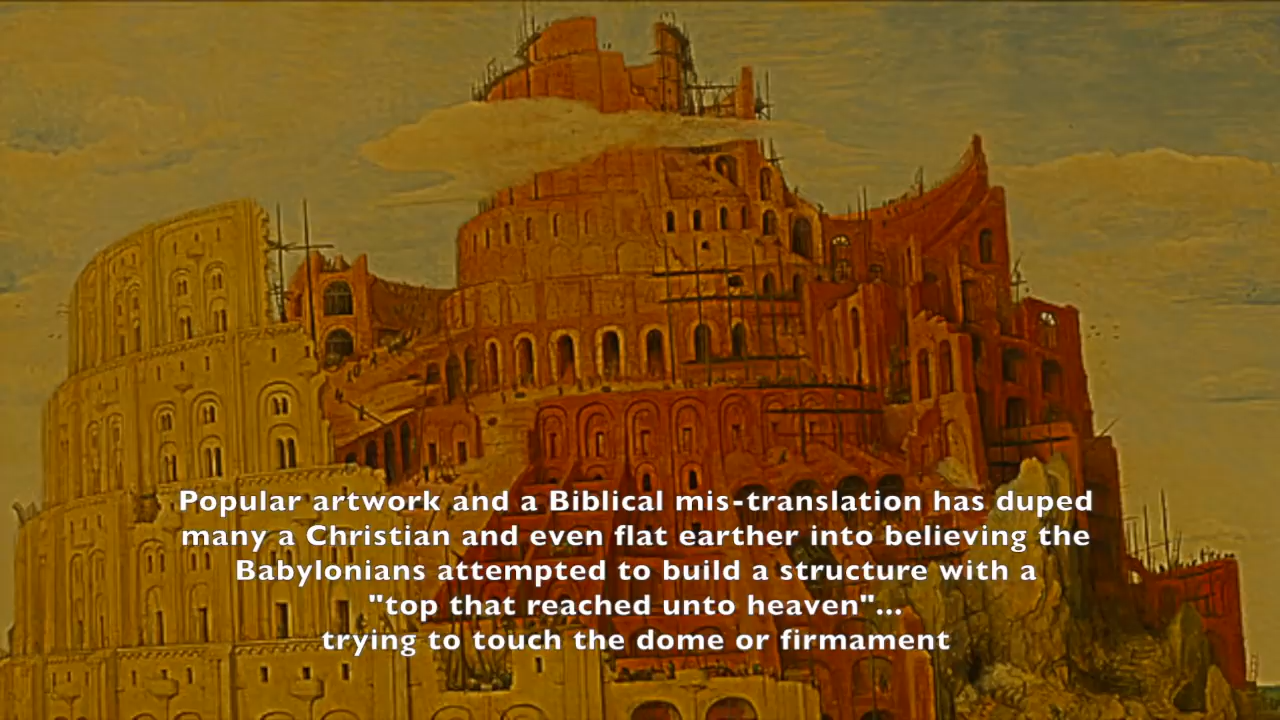 Popular artwork and a Biblical mis-translation has duped
many a Christian and even flat earther into believing the
Babylonians attempted to build a structure with a
"top that reached unto heaven"...
trying to touch the dome or firmament